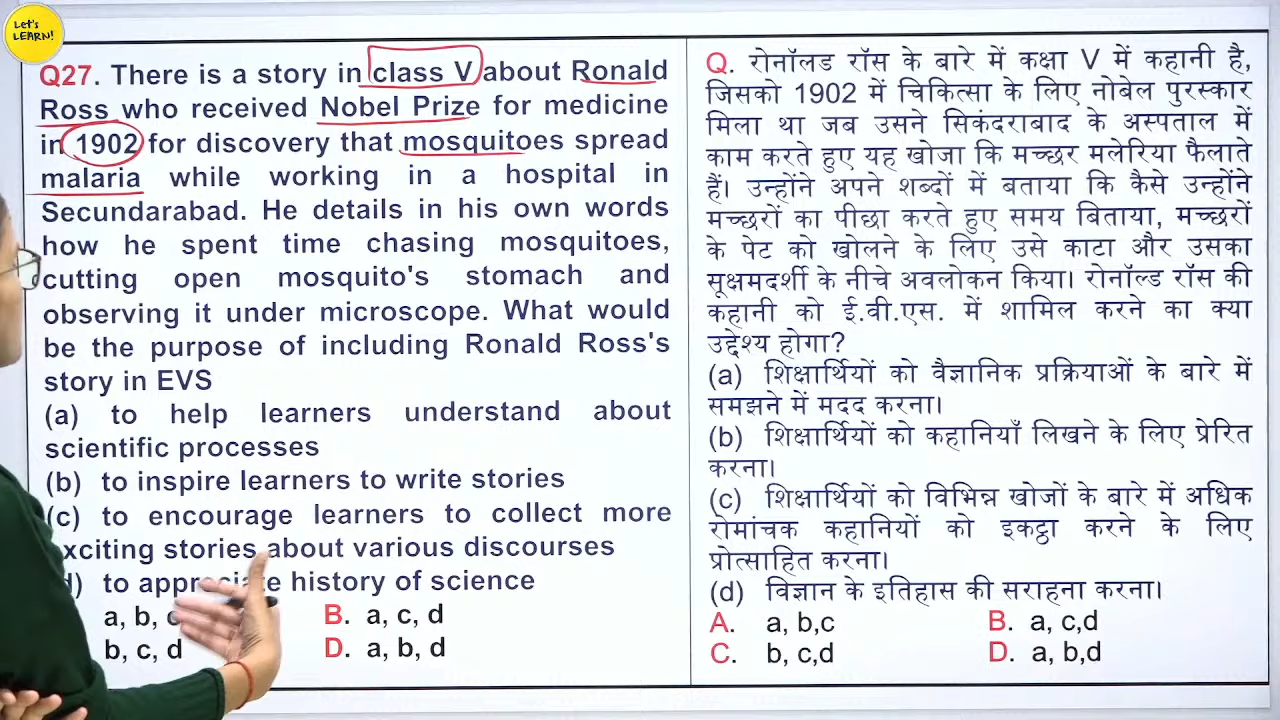 Let's
LEARN!
Q27. There is a story in class V about Ronald
Ross who received Nobel Prize for medicine
in 1902 for discovery that mosquitoes spread
malaria while working in a hospital in
Secundarabad. He details in his own words
how he spent time chasing mosquitoes,
cutting open mosquito's stomach and
observing it under microscope. What would
be the purpose of including Ronald Ross's
story in EVS
(a) to help learners understand about
scientific processes
(b) to inspire learners to write stories
(c) to encourage learners to collect more
exciting stories about various discourses
to appreciate history of science
a, b, B. a, c, d
b, c, d D. a, b, d
Q. रोनॉलड रॉस के बारे में कक्षा V में कहानी है,
जिसको 1902 में चिकित्सा के लिए नोबेल पुरस्कार
मिला था जब उसने सिकंदराबाद के अस्पताल में
काम करते हुए यह खोजा कि मच्छर मलेरिया फैलाते
हैं। उन्होंने अपने शब्दों में बताया कि कैसे उन्होंने
मच्छरों का पीछा करते हुए समय बिताया, मच्छरों
के पेट को खोलने के लिए उसे काटा और उसका
सूक्षमदर्शी के नीचे अवलोकन किया। रोनॉल्ड रॉस की
कहानी को ई.वी.एस. में शामिल करने का क्या
उद्देश्य होगा?
(a) शिक्षार्थियों को वैज्ञानिक प्रक्रियाओं के बारे में
समझने में मदद करना।
(b) शिक्षार्थियों को कहानियाँ लिखने के लिए प्रेरित
करना।
(c) शिक्षार्थियों को विभिन्न खोजों के बारे में अधिक
रोमांचक कहानियों को इकट्ठा करने के लिए
प्रोत्साहित करना।
(d) विज्ञान के इतिहास की सराहना करना।
A. a, b,c B. a, c,d
C. b, c,d D. a, b,d